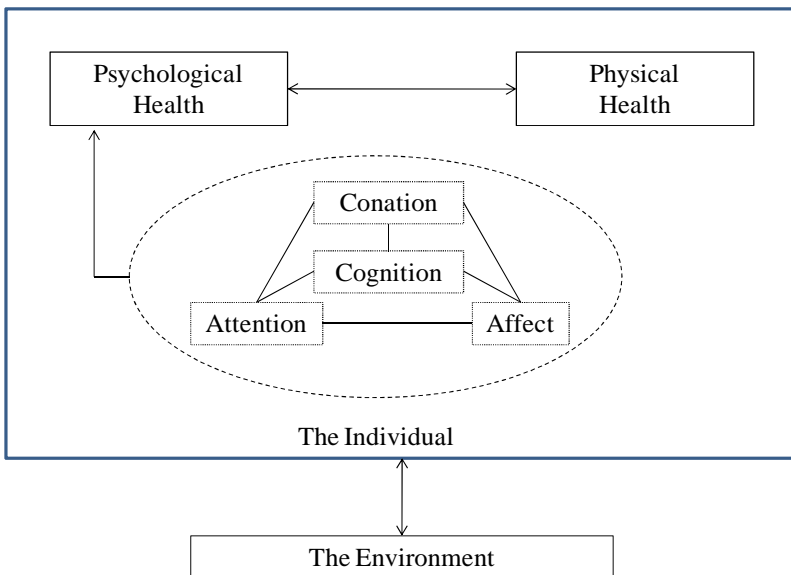 Psychological
Health
Physical
Health
Conation
Cognition
Attention
Affect
The Individual
The Environment